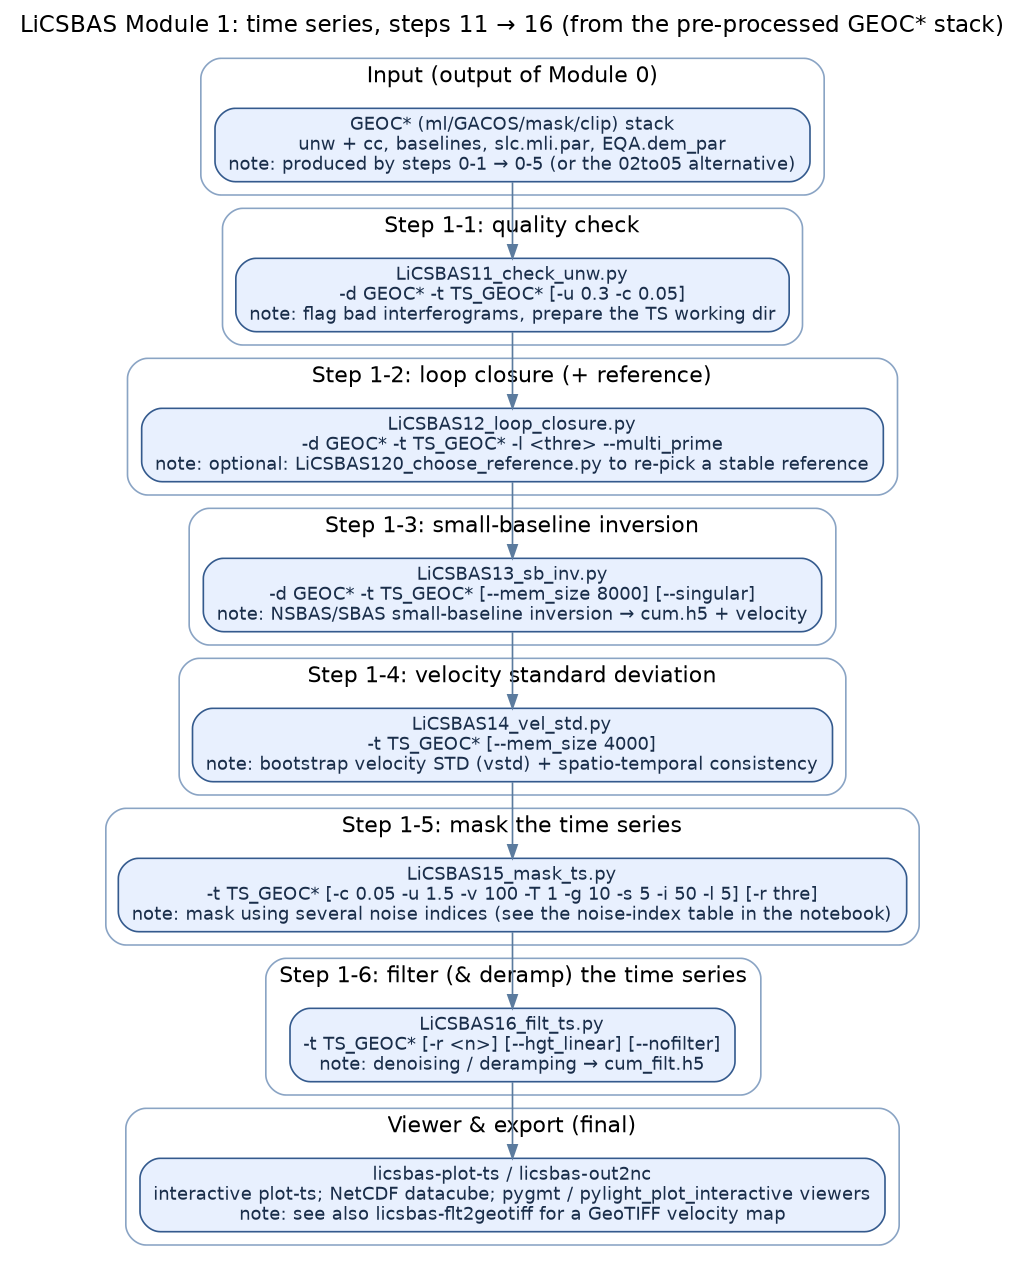 LiCSBAS Module 1: time series, steps 11 → 16 (from the pre-processed GEOC* stack)
Input (output of Module 0)
GEOC* (ml/GACOS/mask/clip) stack
unw + cc, baselines, slc.mli.par, EQA.dem_par
note: produced by steps 0-1 → 0-5 (or the 02to05 alternative)
Step 1-1: quality check
LiCSBAS11_check_unw.py
-d GEOC* -t TS_GEOC* [-u 0.3 -c 0.05]
note: flag bad interferograms, prepare the TS working dir
Step 1-2: loop closure (+ reference)
LiCSBAS12_loop_closure.py
-d GEOC* -t TS_GEOC* -l <thre> --multi_prime
note: optional: LiCSBAS120_choose_reference.py to re-pick a stable reference
Step 1-3: small-baseline inversion
LiCSBAS13_sb_inv.py
-d GEOC* -t TS_GEOC* [--mem_size 8000] [--singular]
note: NSBAS/SBAS small-baseline inversion → cum.h5 + velocity
Step 1-4: velocity standard deviation
LiCSBAS14_vel_std.py
-t TS_GEOC* [--mem_size 4000]
note: bootstrap velocity STD (vstd) + spatio-temporal consistency
Step 1-5: mask the time series
LiCSBAS15_mask_ts.py
-t TS_GEOC* [-c 0.05 -u 1.5 -v 100 -T 1 -g 10 -s 5 -i 50 -l 5] [-r thre]
note: mask using several noise indices (see the noise-index table in the notebook)
Step 1-6: filter (& deramp) the time series
LiCSBAS16_filt_ts.py
-t TS_GEOC* [-r <n>] [--hgt_linear] [--nofilter]
note: denoising / deramping → cum_filt.h5
Viewer & export (final)
licsbas-plot-ts / licsbas-out2nc
interactive plot-ts; NetCDF datacube; pygmt / pylight_plot_interactive viewers
note: see also licsbas-flt2geotiff for a GeoTIFF velocity map